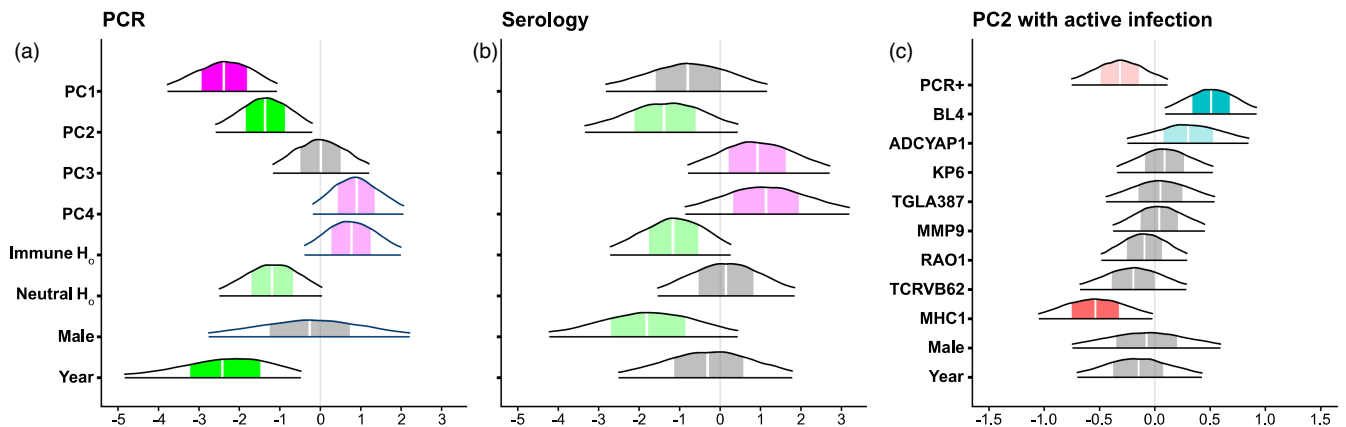 PCR
Serology
PC2 with active infection
(a)
(b)
(c)
PC1
PC2
PC3
PC4
Immune Ho
Neutral Ho
Male
Year
PCR+
BL4
ADCYAP1
KP6
TGLA387
MMP9
RAO1
TCRVB62
MHC1
Male
Year
-5 -4 -3 -2 -1 0 1 2 3
-5 -4 -3 -2 -1 0 1 2 3
-1.5 -1.0 -0.5 0.0 0.5 1.0 1.5